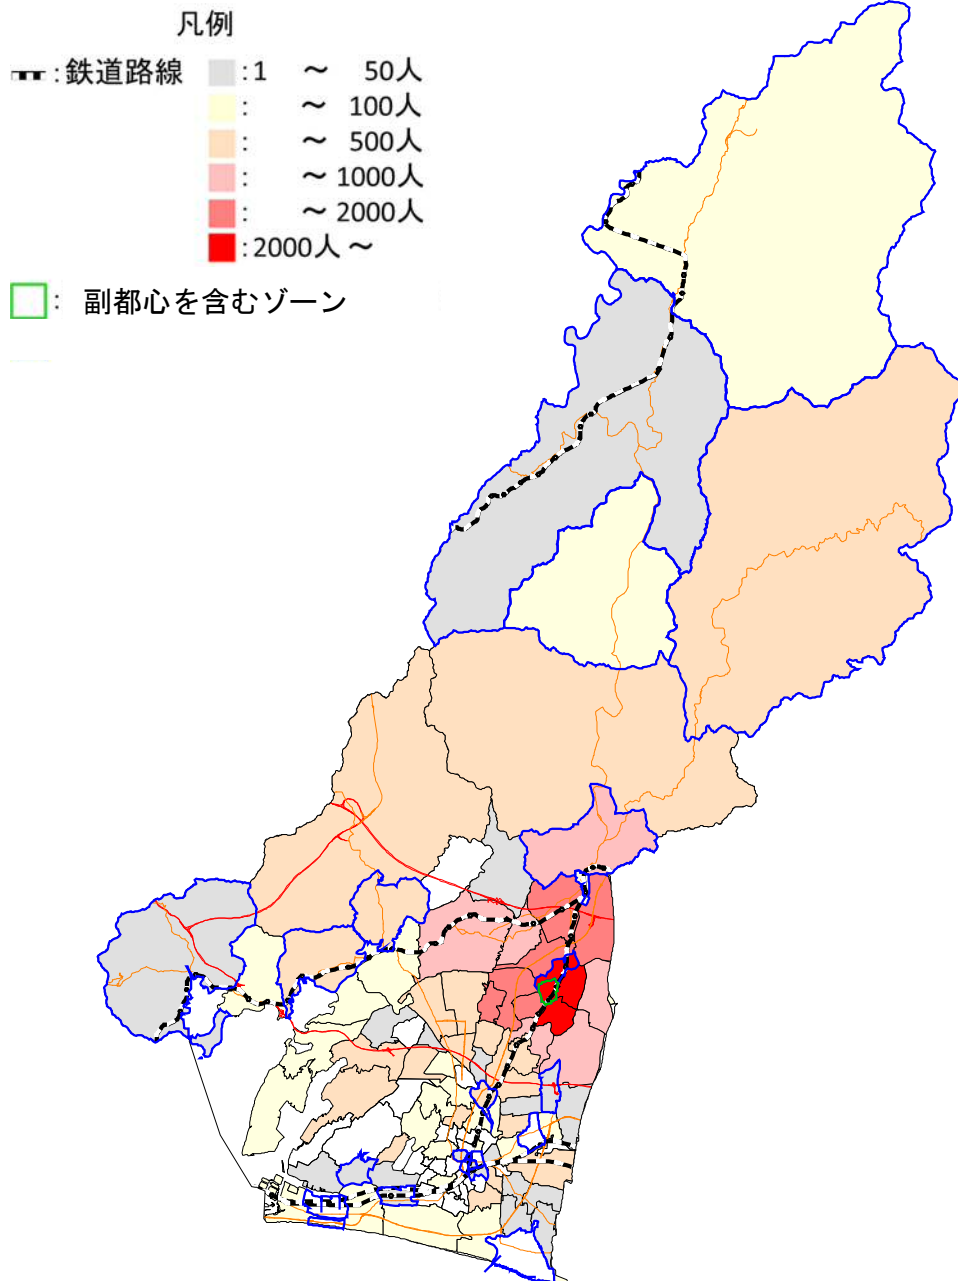 凡例
:鉄道路線
:1 ~ 50人
: ~ 100人
: ~ 500人
: ~ 1000人
: ~ 2000人
:2000人~
: 副都心を含むゾーン